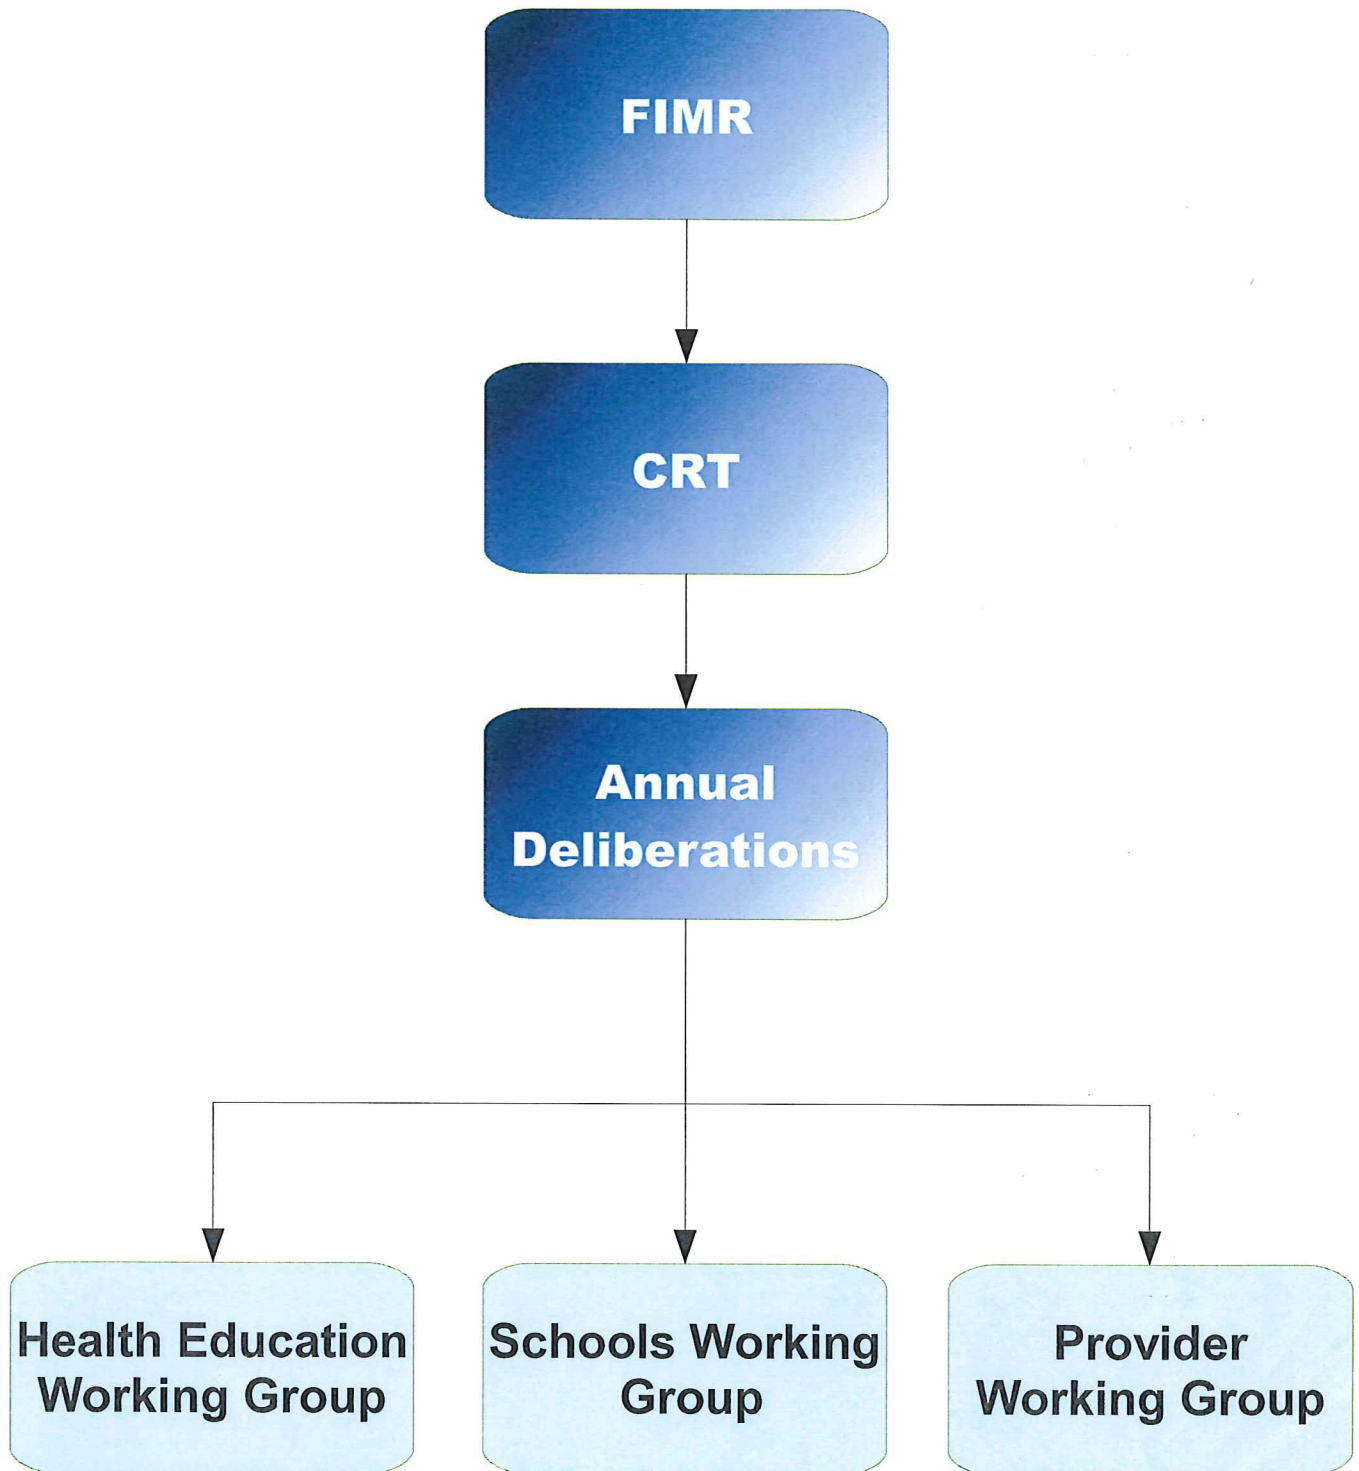 FIMR
CRT
Annual
Deliberations
Health Education
Working Group
Schools Working
Group
Provider
Working Group